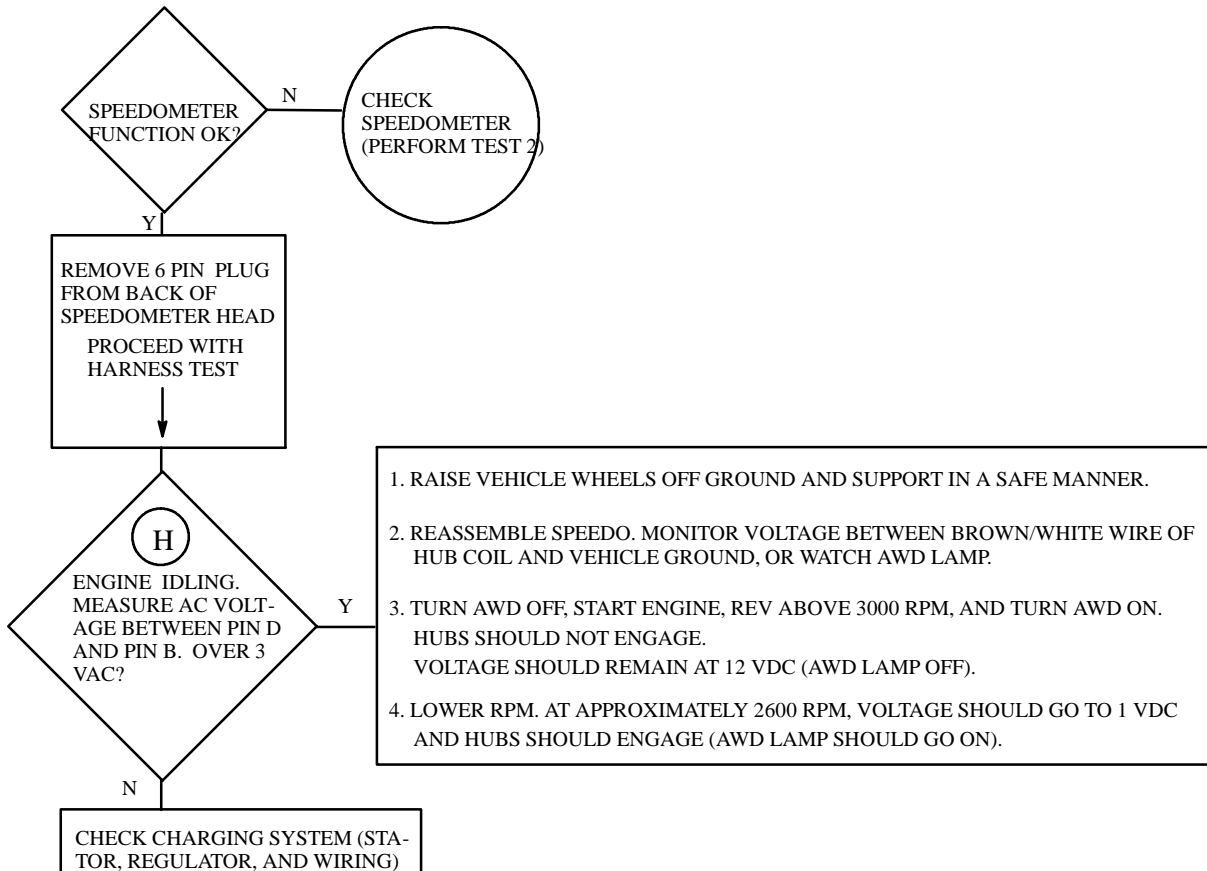 SPEEDOMETER
FUNCTION OK?
N
CHECK
SPEEDOMETER
(PERFORM TEST 2)
Y
REMOVE 6 PIN PLUG
FROM BACK OF
SPEEDOMETER HEAD
PROCEED WITH
HARNESS TEST
H
ENGINE IDLING.
MEASURE AC VOLT-
AGE BETWEEN PIN D
AND PIN B. OVER 3
VAC?
Y
1. RAISE VEHICLE WHEELS OFF GROUND AND SUPPORT IN A SAFE MANNER.
2. REASSEMBLE SPEEDO. MONITOR VOLTAGE BETWEEN BROWN/WHITE WIRE OF
HUB COIL AND VEHICLE GROUND, OR WATCH AWD LAMP.
3. TURN AWD OFF, START ENGINE, REV ABOVE 3000 RPM, AND TURN AWD ON.
HUBS SHOULD NOT ENGAGE.
VOLTAGE SHOULD REMAIN AT 12 VDC (AWD LAMP OFF).
4. LOWER RPM. AT APPROXIMATELY 2600 RPM, VOLTAGE SHOULD GO TO 1 VDC
AND HUBS SHOULD ENGAGE (AWD LAMP SHOULD GO ON).
N
CHECK CHARGING SYSTEM (STA-
TOR, REGULATOR, AND WIRING)